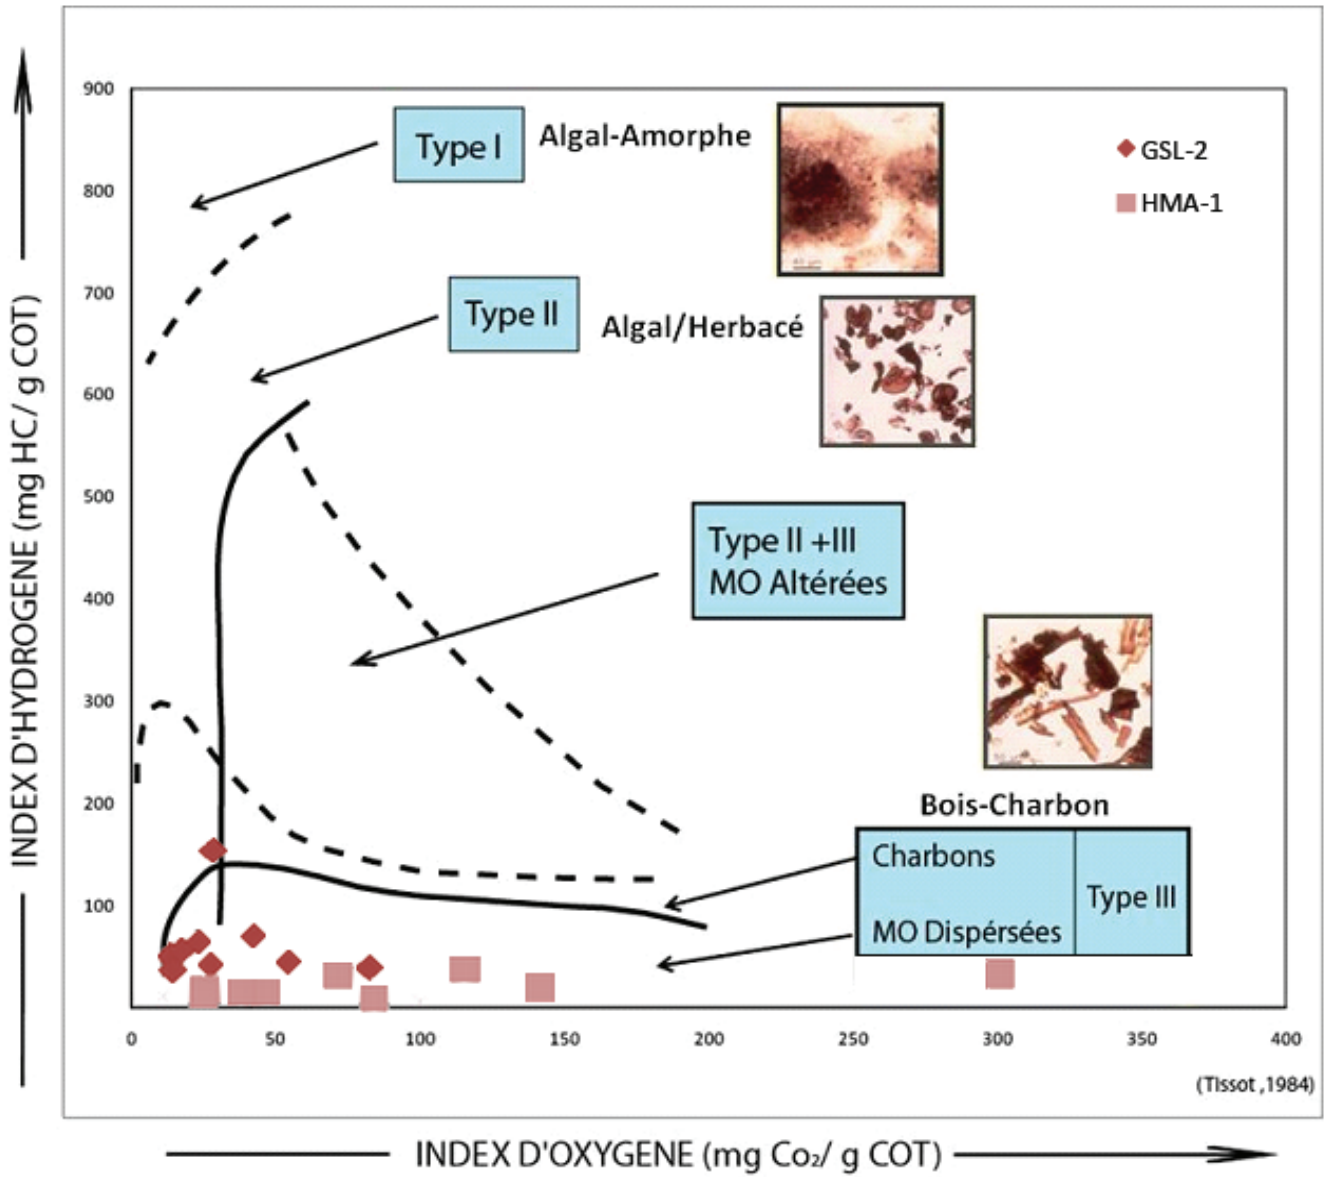 INDEX D'HYDROGENE (mg HC/ g COT)
900
800
700
600
500
400
300
200
100
Type I
Algal-Amorphe
GSL-2
HMA-1
Type II
Algal/Herbacé
Type II +III
MO Altérées
Bois-Charbon
Charbons
MO Dispérsées
Type III
0
50
100
150
200
250
300
350
400
(TIssot ,1984)
INDEX D'OXYGENE (mg Co₂/ g COT)